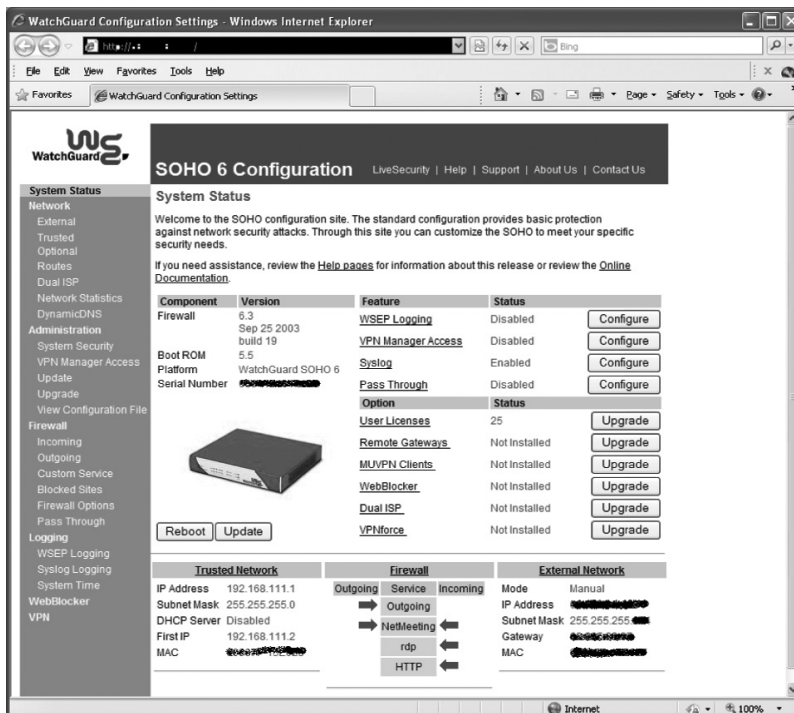 WatchGuard Configuration Settings - Windows Internet Explorer
http://
Bing
File Edit View Favorites Tools Help
Favorites WatchGuard Configuration Settings Page Safety Tools
WatchGuard
SOHO 6 Configuration LiveSecurity | Help | Support | About Us | Contact Us
System Status
Network
External
Trusted
Optional
Routes
Dual ISP
Network Statistics
DynamicDNS
Administration
System Security
VPN Manager Access
Update
Upgrade
View Configuration File
Firewall
Incoming
Outgoing
Custom Service
Blocked Sites
Firewall Options
Pass Through
Logging
WSEP Logging
Syslog Logging
System Time
WebBlocker
VPN
System Status
Welcome to the SOHO configuration site. The standard configuration provides basic protection
against network security attacks. Through this site you can customize the SOHO to meet your specific
security needs.
If you need assistance, review the Help pages for information about this release or review the Online
Documentation.
Component Version
Firewall 6.3
Sep 25 2003
build 19
Boot ROM 5.5
Platform WatchGuard SOHO 6
Serial Number
Reboot Update
Feature Status
WSEP Logging Disabled Configure
VPN Manager Access Disabled Configure
Syslog Enabled Configure
Pass Through Disabled Configure
Option Status
User Licenses 25 Upgrade
Remote Gateways Not Installed Upgrade
MUVPN Clients Not Installed Upgrade
WebBlocker Not Installed Upgrade
Dual ISP Not Installed Upgrade
VPNforce Not Installed Upgrade
Trusted Network
IP Address 192.168.111.1
Subnet Mask 255.255.255.0
DHCP Server Disabled
First IP 192.168.111.2
MAC
Firewall
Outgoing Service Incoming
Outgoing
NetMeeting
rdp
HTTP
External Network
Mode Manual
IP Address
Subnet Mask 255.255.255.
Gateway
MAC
Internet 100%